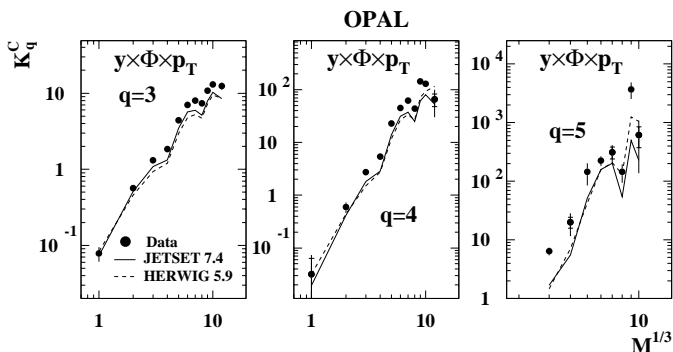 OPAL
K_q^C
y×Φ×p_T
q=3
10
1
10^-1
Data
JETSET 7.4
HERWIG 5.9
1
10
y×Φ×p_T
10^2
10
1
10^-1
q=4
1
10
y×Φ×p_T
10^4
10^3
10^2
10
1
q=5
10
M^1/3